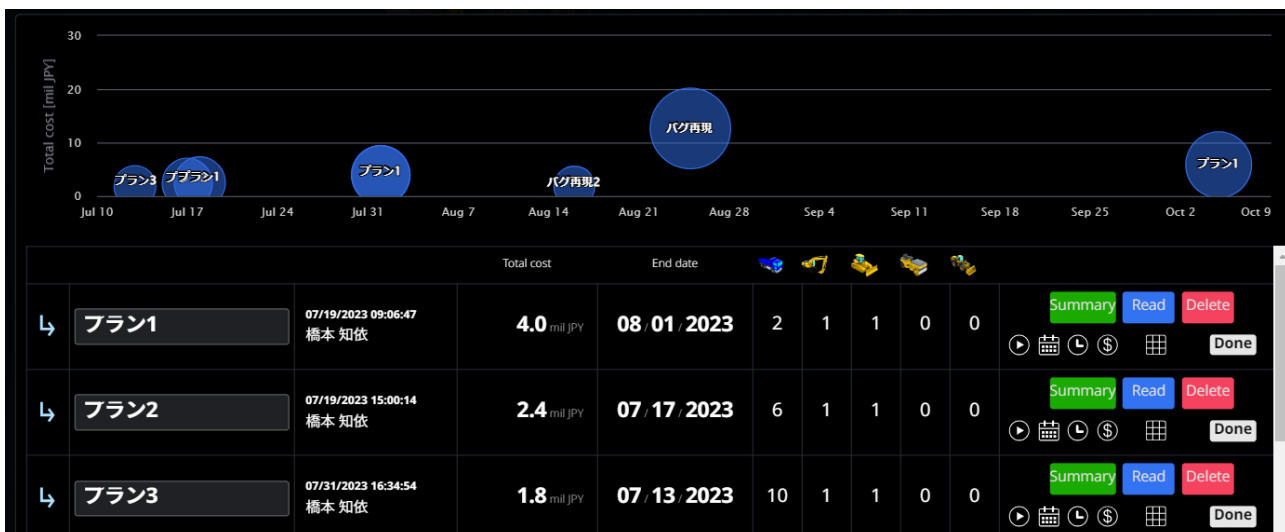 Total cost [mil JPY]
30
20
10
0
バグ再現
プラン1
プラン1
プラン3
ププラン1
バグ再現2
Jul 10 Jul 17 Jul 24 Jul 31 Aug 7 Aug 14 Aug 21 Aug 28 Sep 4 Sep 11 Sep 18 Sep 25 Oct 2 Oct 9
Total cost End date
プラン1 07/19/2023 09:06:47 4.0 mil JPY 08 / 01 / 2023 2 1 1 0 0 Summary Read Delete
橋本 知依 Done
プラン2 07/19/2023 15:00:14 2.4 mil JPY 07 / 17 / 2023 6 1 1 0 0 Summary Read Delete
橋本 知依 Done
プラン3 07/31/2023 16:34:54 1.8 mil JPY 07 / 13 / 2023 10 1 1 0 0 Summary Read Delete
橋本 知依 Done